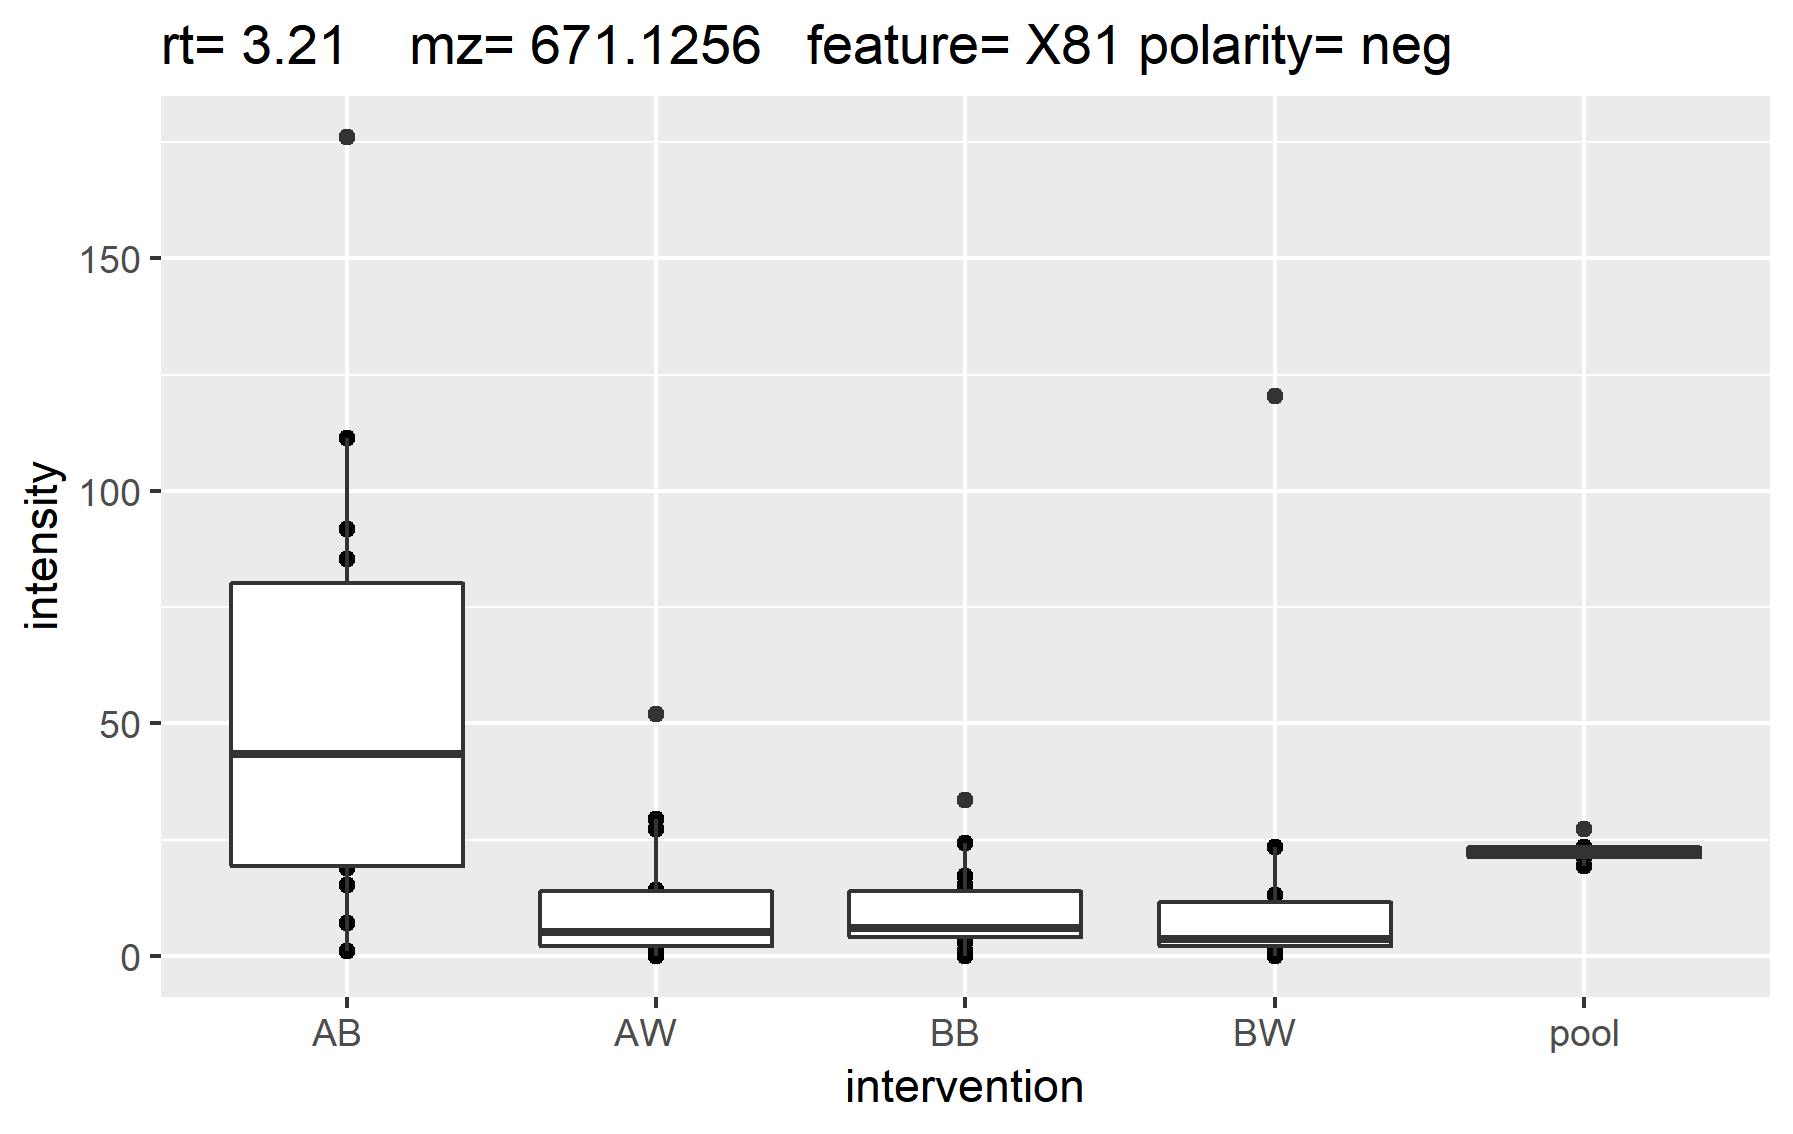 rt= 3.21 mz= 671.1256 feature= X81 polarity= neg
150
100
50
0
intensity
AB AW BB BW pool
intervention